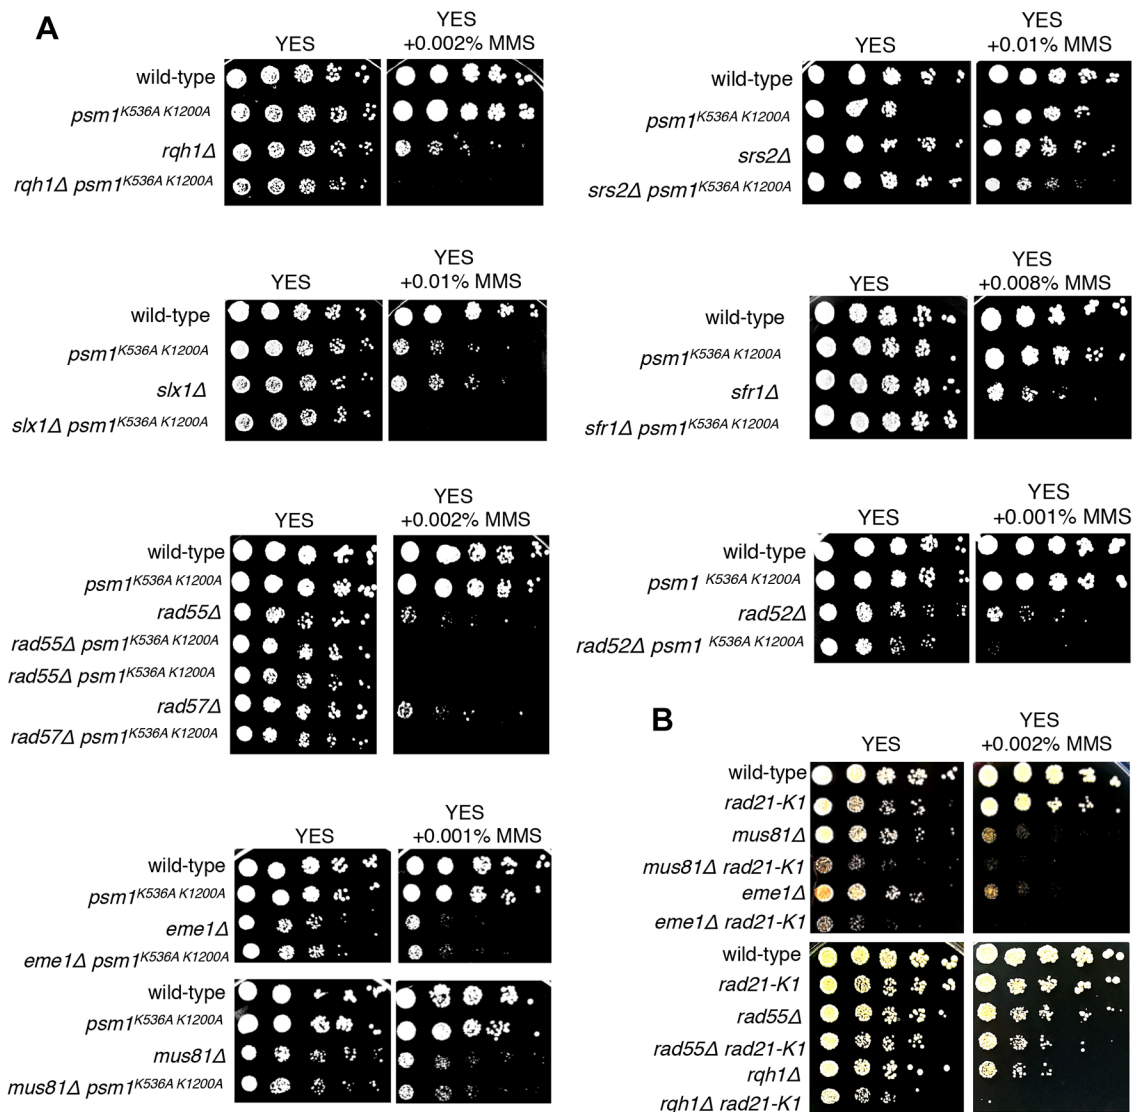 A
YES
YES
+0.002% MMS
wild-type
psm1K536A K1200A
rqh1Δ
rqh1Δ psm1K536A K1200A
YES
YES
+0.01% MMS
wild-type
psm1K536A K1200A
srs2Δ
srs2Δ psm1K536A K1200A
YES
YES
+0.01% MMS
wild-type
psm1K536A K1200A
slx1Δ
slx1Δ psm1K536A K1200A
YES
YES
+0.008% MMS
wild-type
psm1K536A K1200A
sfr1Δ
sfr1Δ psm1K536A K1200A
YES
YES
+0.002% MMS
wild-type
psm1K536A K1200A
rad55Δ
rad55Δ psm1K536A K1200A
rad55Δ psm1K536A K1200A
rad57Δ
rad57Δ psm1K536A K1200A
YES
YES
+0.001% MMS
wild-type
psm1 K536A K1200A
rad52Δ
rad52Δ psm1 K536A K1200A
YES
YES
+0.001% MMS
wild-type
psm1K536A K1200A
eme1Δ
eme1Δ psm1K536A K1200A
wild-type
psm1K536A K1200A
mus81Δ
mus81Δ psm1K536A K1200A
B
YES
YES
+0.002% MMS
wild-type
rad21-K1
mus81Δ
mus81Δ rad21-K1
eme1Δ
eme1Δ rad21-K1
wild-type
rad21-K1
rad55Δ
rad55Δ rad21-K1
rqh1Δ
rqh1Δ rad21-K1